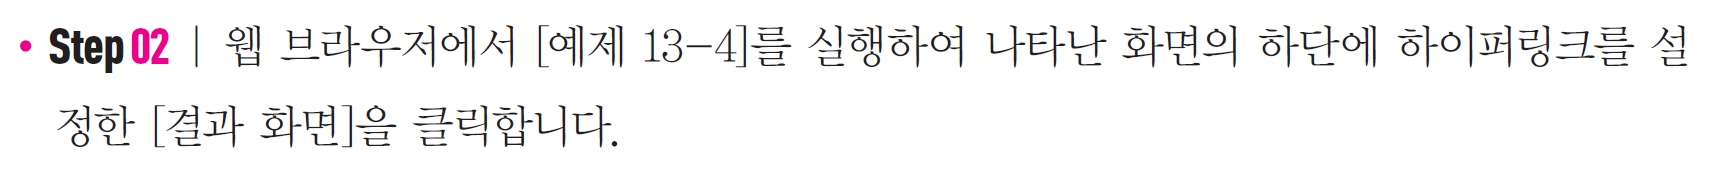 • Step 02 | 웹 브라우저에서 [예제 13-4]를 실행하여 나타난 화면의 하단에 하이퍼링크를 설
정한 [결과 화면]을 클릭합니다.